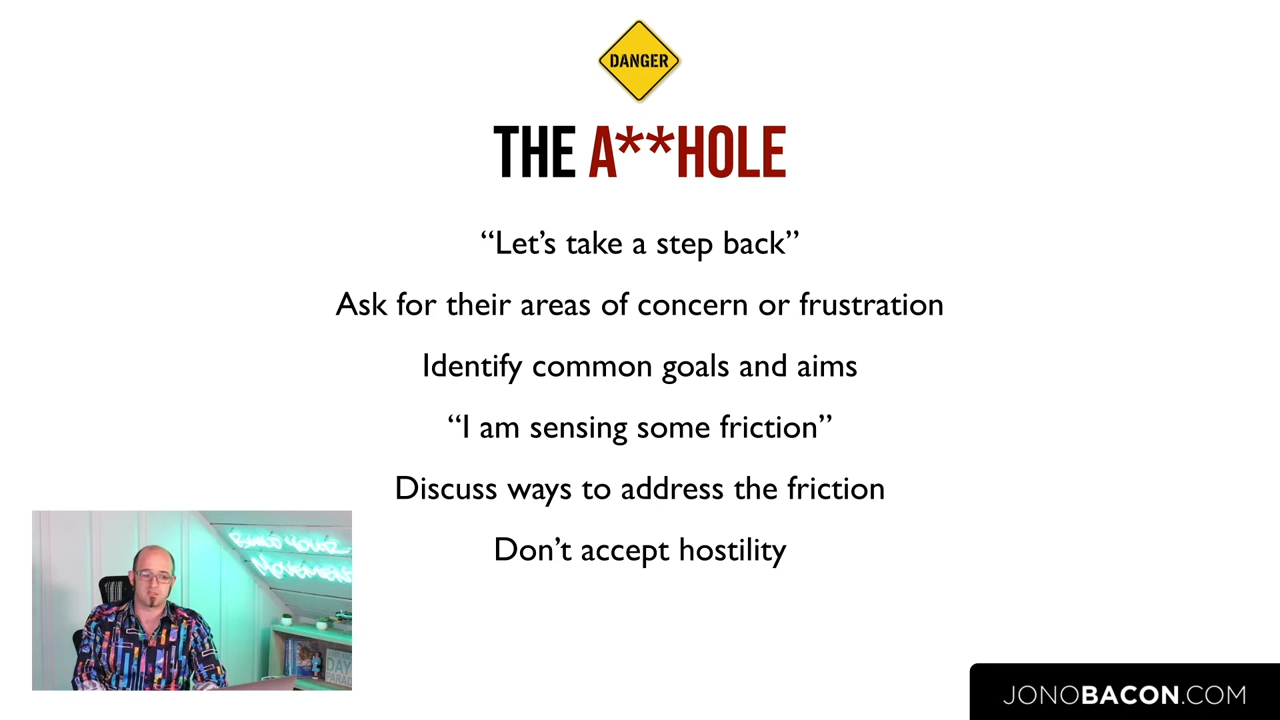 DANGER
THE A**HOLE
“Let’s take a step back”
Ask for their areas of concern or frustration
Identify common goals and aims
“I am sensing some friction”
Discuss ways to address the friction
Don’t accept hostility
JONOBACON.COM